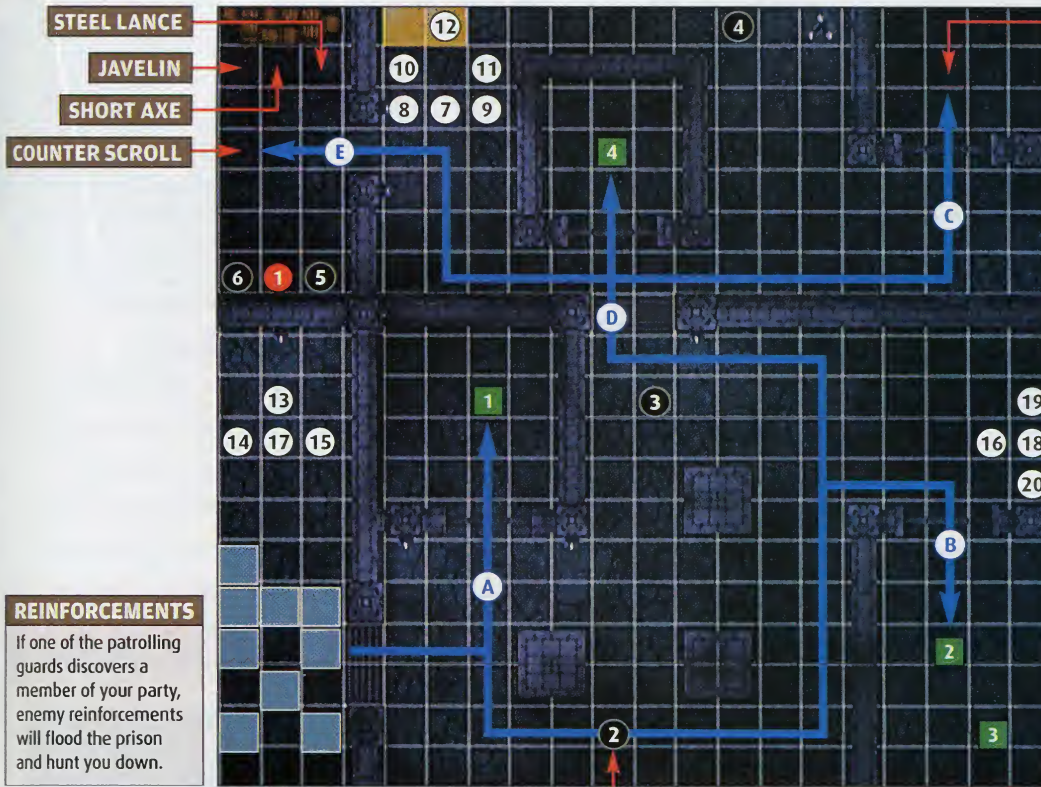 STEEL LANCE
JAVELIN
SHORT AXE
COUNTER SCROLL
12
4
10
11
8
7
9
E
4
C
6
1
5
D
13
1
3
19
14
17
15
16
18
20
B
A
2
2
3
REINFORCEMENTS
If one of the patrolling
guards discovers a
member of your party,
enemy reinforcements
will flood the prison
and hunt you down.